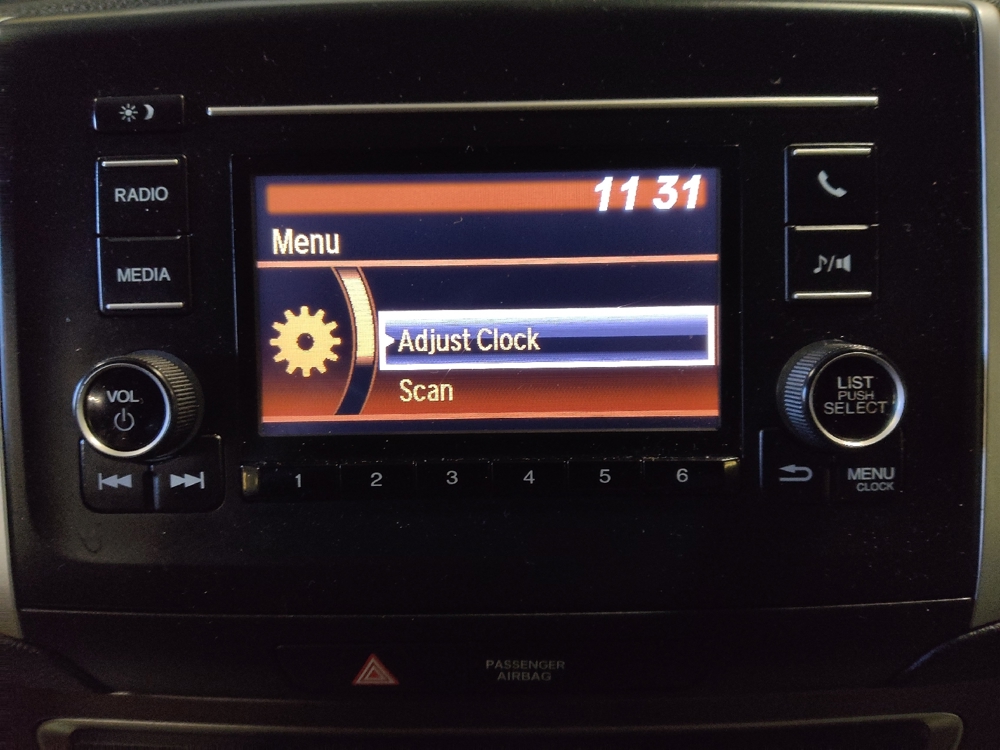 RADIO
MEDIA
VOL
11 31
Menu
Adjust Clock
Scan
1 2 3 4 5 6
LIST
PUSH
SELECT
MENU
CLOCK
PASSENGER
AIRBAG